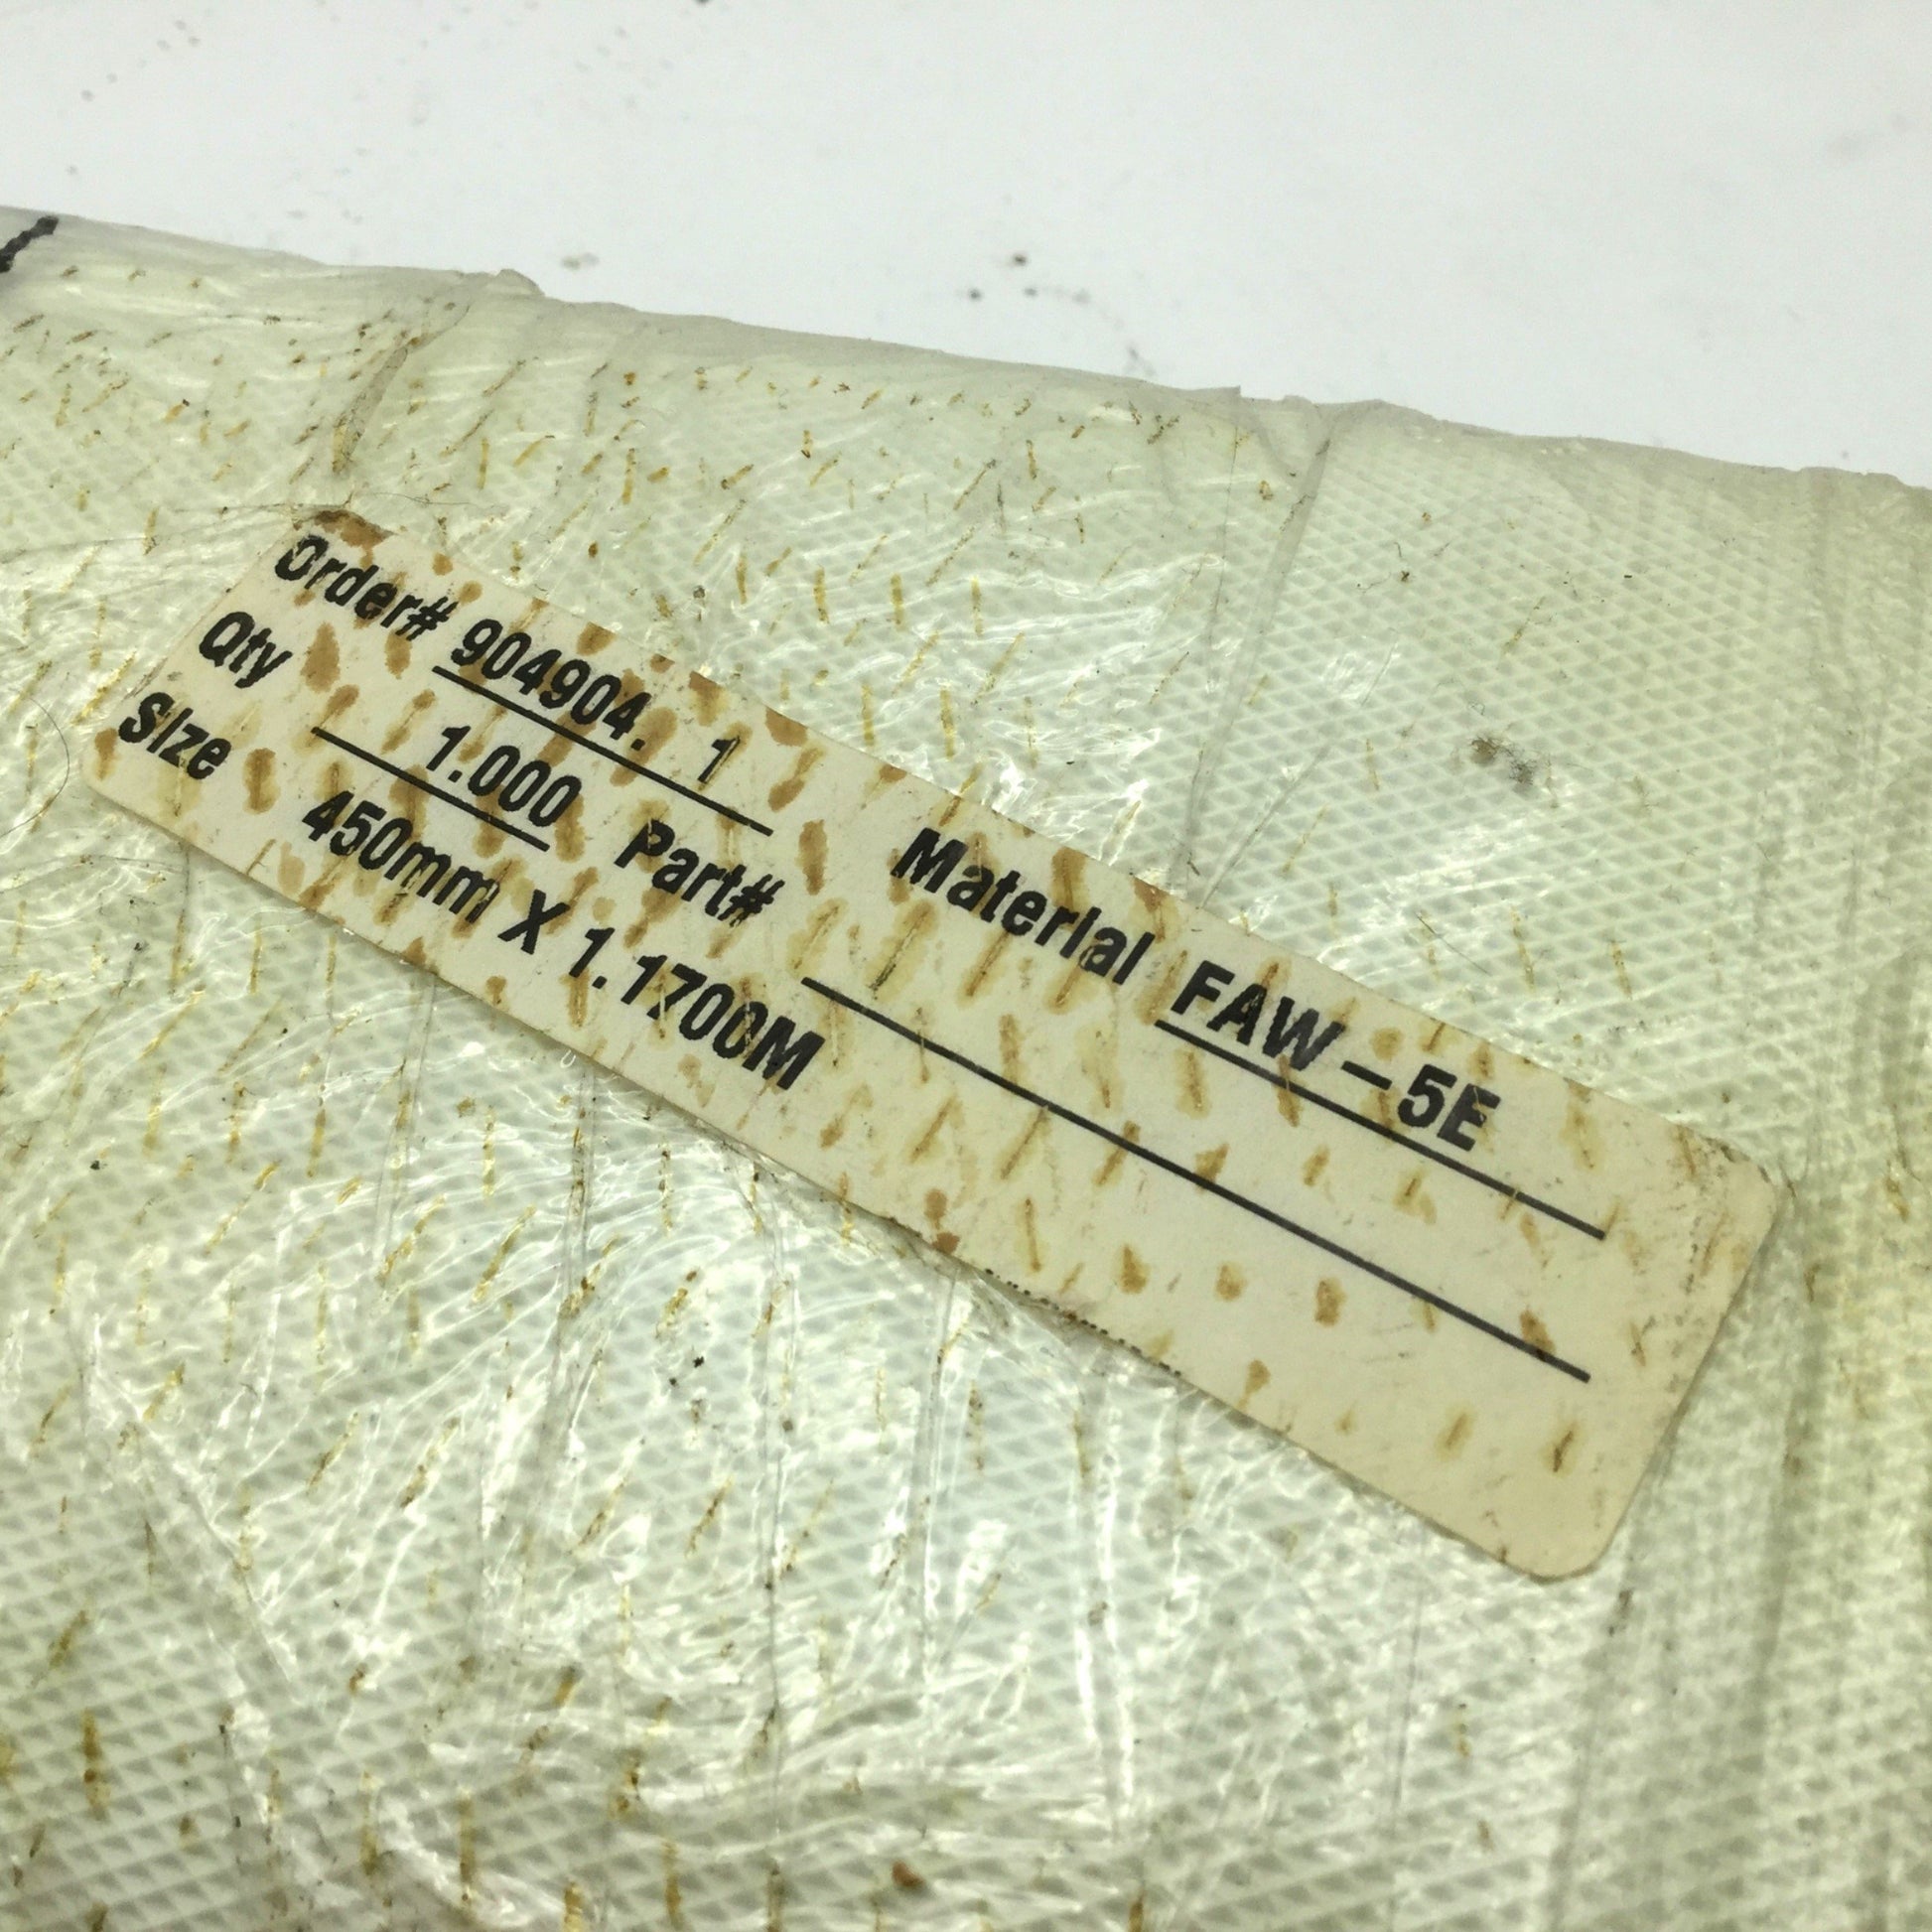 Order# 904904. 1 Material FAW-5E
Qty 1.000 Part#
Size 450mm X 1.1700M